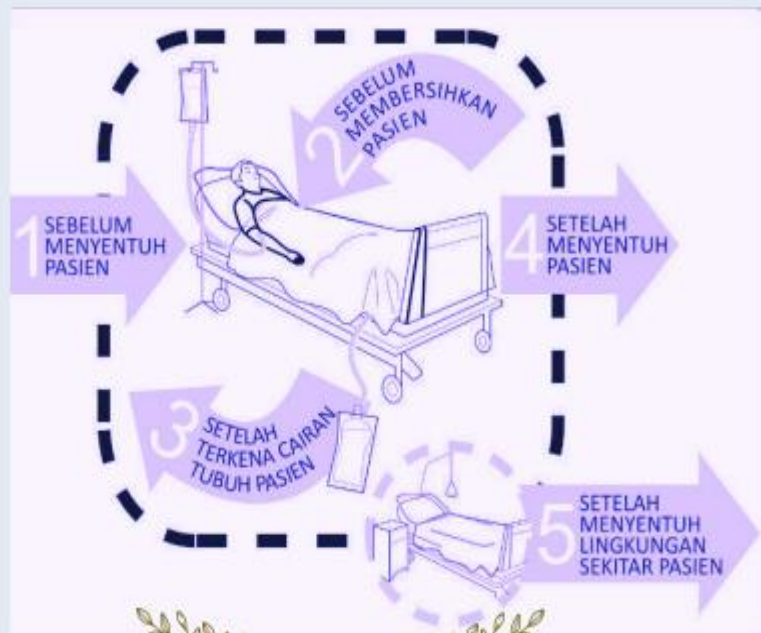 1 SEBELUM
MENYENTUH
PASIEN
2 SEBELUM
MEMBERSIHKAN
PASIEN
3 SETELAH
TERKENA CAIRAN
TUBUH PASIEN
4 SETELAH
MENYENTUH
PASIEN
5 SETELAH
MENYENTUH
LINGKUNGAN
SEKITAR PASIEN